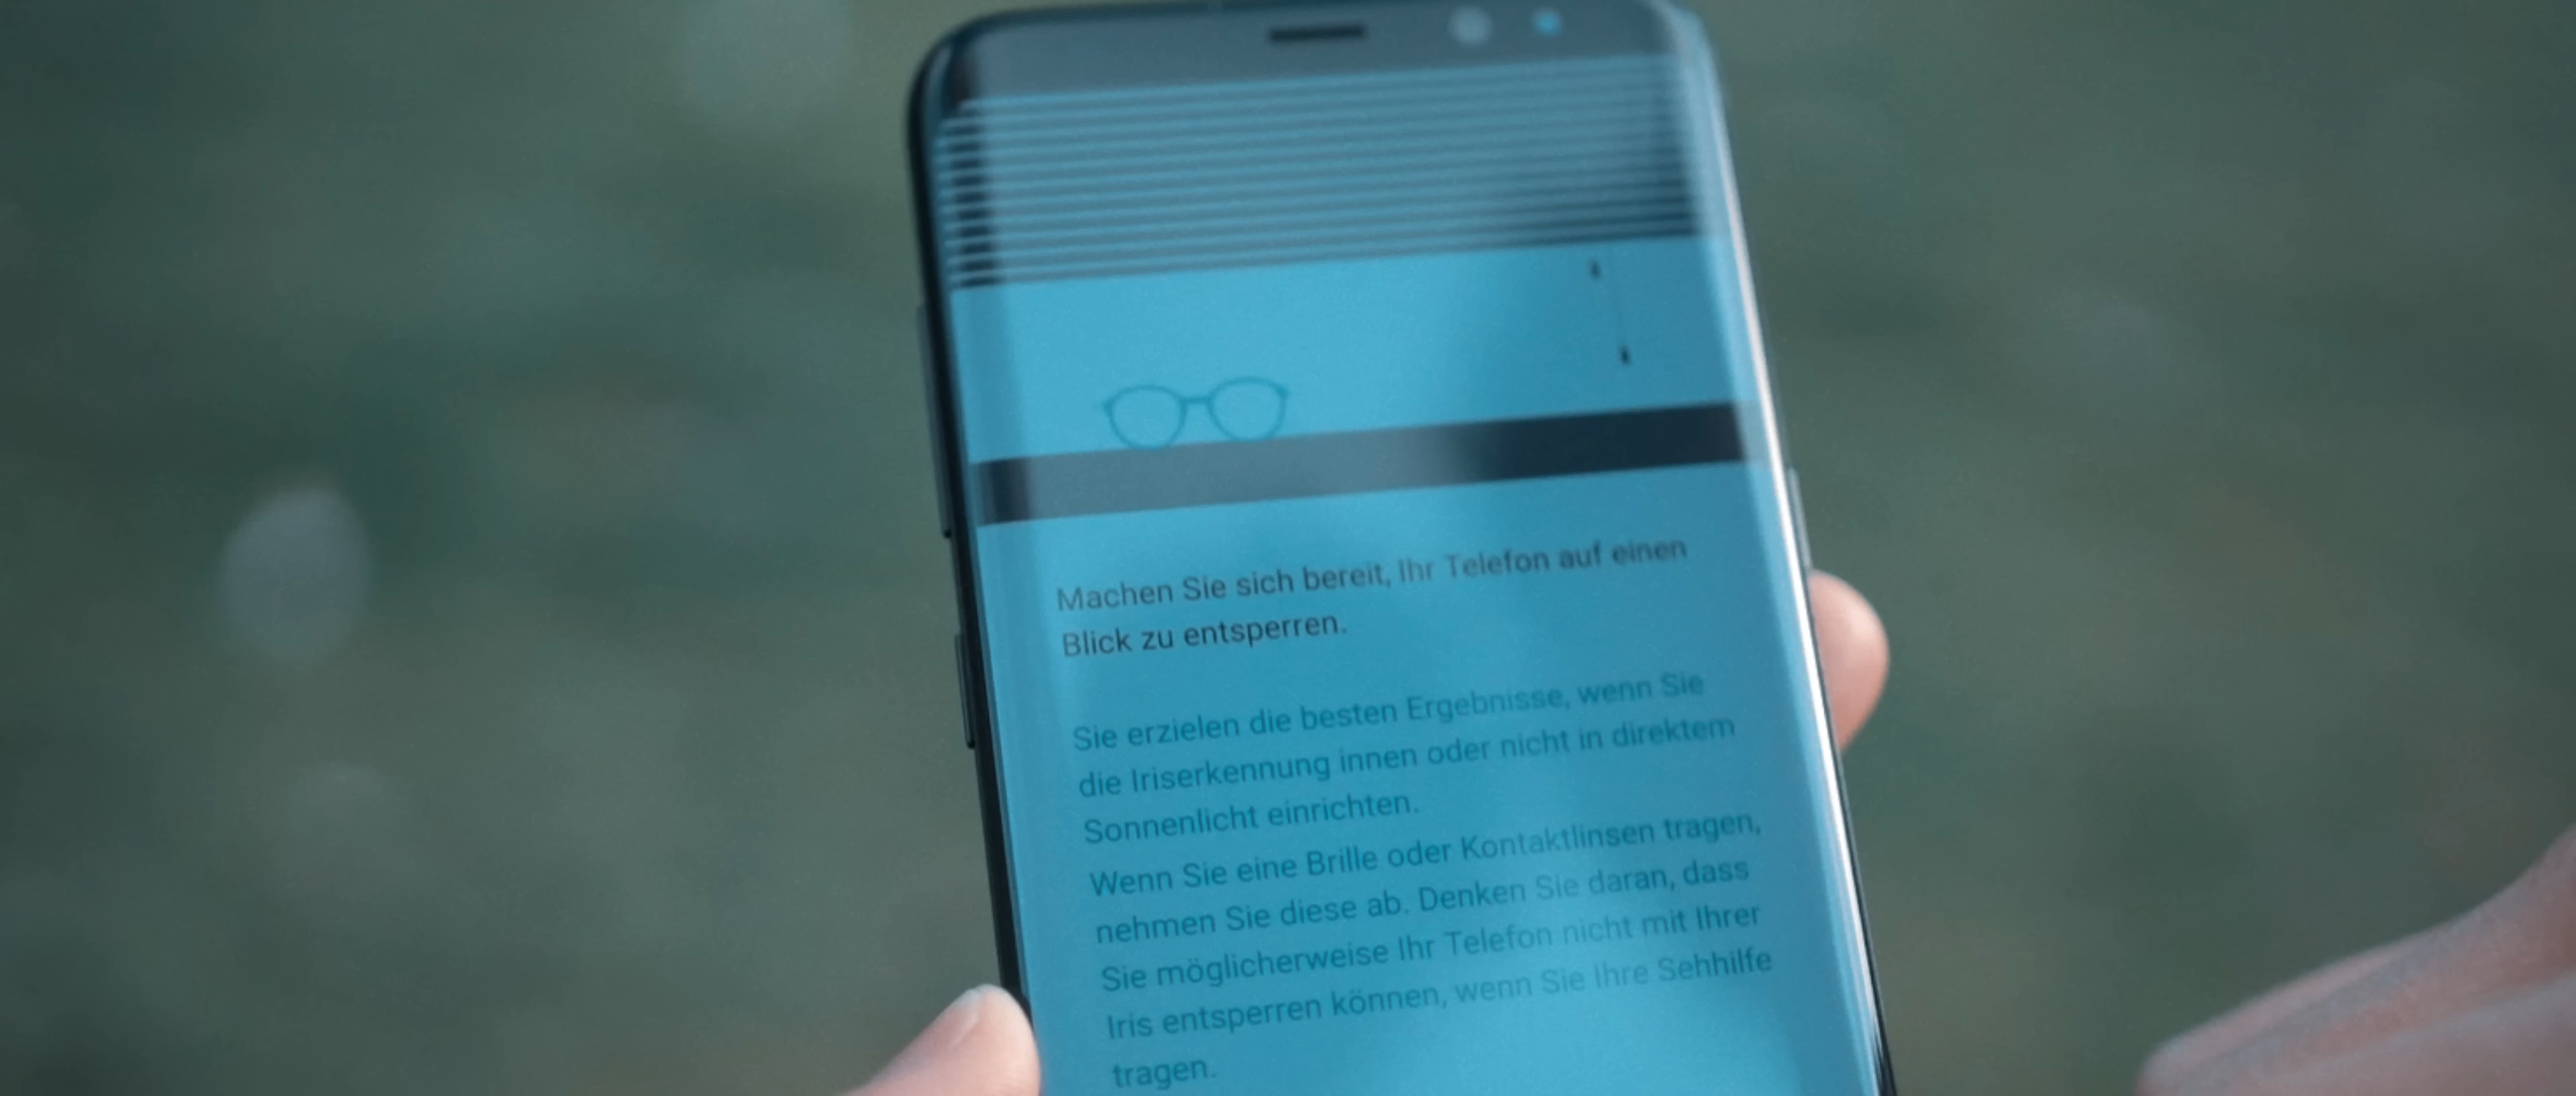 Machen Sie sich bereit, Ihr Telefon auf einen
Blick zu entsperren.
Sie erzielen die besten Ergebnisse, wenn Sie
die Iriserkennung innen oder nicht in direktem
Sonnenlicht einrichten.
Wenn Sie eine Brille oder Kontaktlinsen tragen,
nehmen Sie diese ab. Denken Sie daran, dass
Sie möglicherweise Ihr Telefon nicht mit Ihrer
Iris entsperren können, wenn Sie Ihre Sehhilfe
tragen.